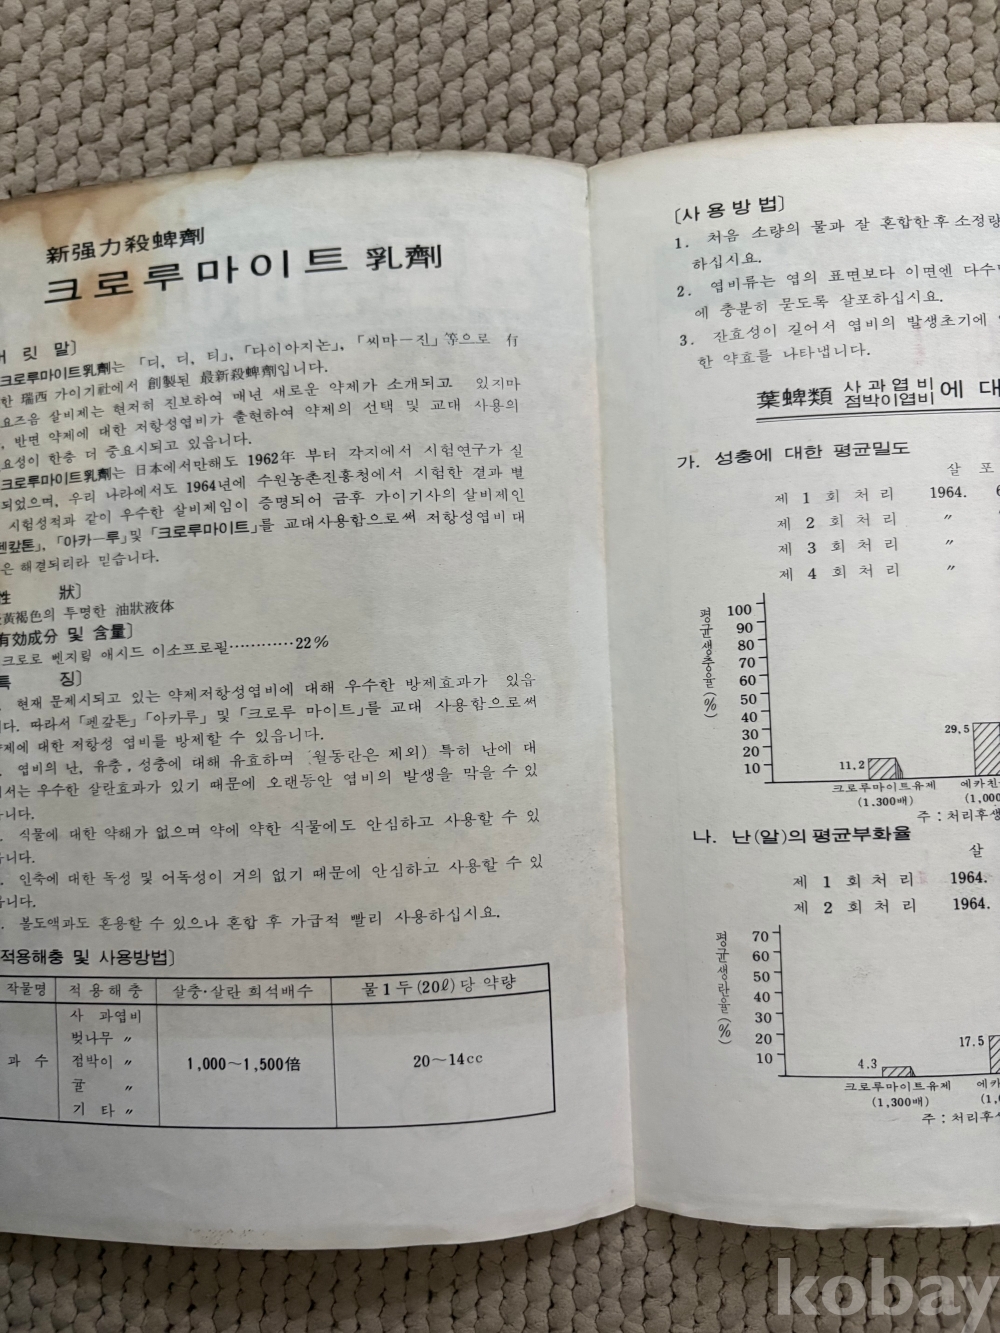 新强力殺蜱劑
크로루마이트 乳劑
릿 말〕
크로루마이트乳劑는 「디, 디, 티」, 「다이아지논」, 「씨마ー진」 等으로 有
한 瑞西 가이기社에서 創製된 最新殺蜱劑입니다.
요즈음 살비제는 현저히 진보하여 매년 새로운 약제가 소개되고 있지마
, 반면 약제에 대한 저항성엽비가 출현하여 약제의 선택 및 교대 사용의
요성이 한층 더 중요시되고 있읍니다.
크로루마이트乳劑는 日本에서만해도 1962年 부터 각지에서 시험연구가 실
되었으며, 우리 나라에서도 1964년에 수원농촌진흥청에서 시험한 결과 별
시험성적과 같이 우수한 살비제임이 증명되어 금후 가이기사의 살비제인
펜캎톤」, 「아카ー루」및 「크로루마이트」를 교대사용함으로써 저항성엽비 대
은 해결되리라 믿습니다.
性 狀〕
黃褐色의 투명한 油狀液体
有効成分 및 含量〕
크로로 벤지맄 애시드 이소프로필…………22%
특 징〕
현재 문제시되고 있는 약제저항성엽비에 대해 우수한 방제효과가 있읍
니다. 따라서 「펜갚톤」 「아카루」 및 「크로루 마이트」를 교대 사용함으로써
약제에 대한 저항성 엽비를 방제할 수 있읍니다.
. 엽비의 난, 유충, 성충에 대해 유효하며 (월동란은 제외) 특히 난에 대
서는 우수한 살란효과가 있기 때문에 오랜동안 엽비의 발생을 막을 수 있
니다.
. 식물에 대한 약해가 없으며 약에 약한 식물에도 안심하고 사용할 수 있
니다.
. 인축에 대한 독성 및 어독성이 거의 없기 때문에 안심하고 사용할 수 있
니다.
. 볼도액과도 혼용할 수 있으나 혼합 후 가급적 빨리 사용하십시요.
적용해충 및 사용방법〕
작물명 적용해충 살충·살란 희석배수 물 1 두 (20ℓ) 당 약량
사 과엽비
벚나무 〃
과 수 점박이 〃 1,000～1,500倍 20～14cc
귤 〃
기 타 〃
〔사용방법〕
1. 처음 소량의 물과 잘 혼합한후 소정량
하십시요.
2. 엽비류는 엽의 표면보다 이면엔 다수
에 충분히 묻도록 살포하십시요.
3. 잔효성이 길어서 엽비의 발생초기에
한 약효를 나타냅니다.
葉蜱類 사과엽비 점박이엽비 에 대
가. 성충에 대한 평균밀도
살 포
제 1 회 처 리 1964. 6
제 2 회 처 리 〃
제 3 회 처 리 〃
제 4 회 처 리 〃
평균생충율(%)
100
90
80
70
60
50
40
30
20
10
11,2
29,5
크로루마이트유제 에카친
(1.300배) (1,000
주 : 처리후생
나. 난(알)의 평균부화율
살
제 1 회 처 리 1964.
제 2 회 처 리 1964.
평균생란율(%)
70
60
50
40
30
20
10
4.3
17.5
크로루마이트유제 에카
(1,300배) (1,
주 : 처리후생
kobay